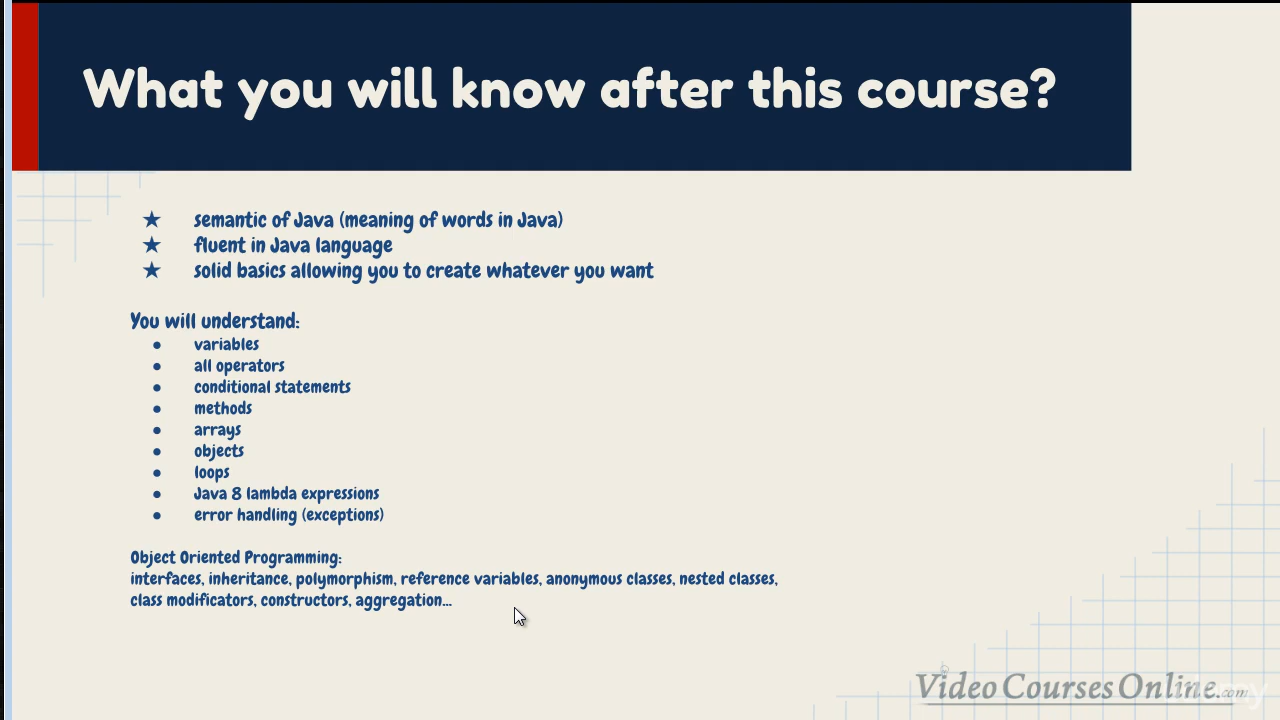 What you will know after this course?
★ semantic of Java (meaning of words in Java)
★ fluent in Java language
★ solid basics allowing you to create whatever you want
You will understand:
● variables
● all operators
● conditional statements
● methods
● arrays
● objects
● loops
● Java 8 lambda expressions
● error handling (exceptions)
Object Oriented Programming:
interfaces, inheritance, polymorphism, reference variables, anonymous classes, nested classes,
class modificators, constructors, aggregation...
Video Courses Online.com